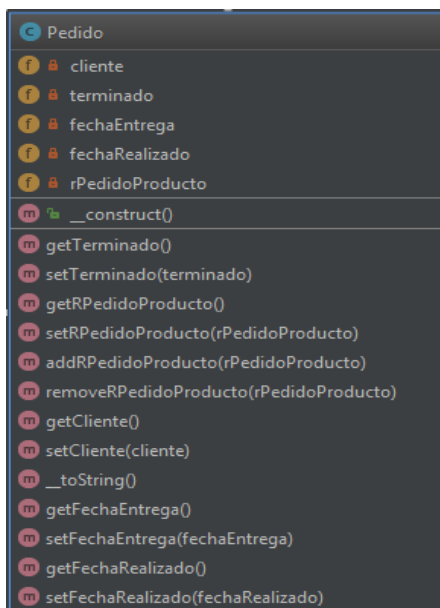 C Pedido
f cliente
f terminado
f fechaEntrega
f fechaRealizado
f rPedidoProducto
m __construct()
m getTerminado()
m setTerminado(terminado)
m getRPedidoProducto()
m setRPedidoProducto(rPedidoProducto)
m addRPedidoProducto(rPedidoProducto)
m removeRPedidoProducto(rPedidoProducto)
m getCliente()
m setCliente(cliente)
m __toString()
m getFechaEntrega()
m setFechaEntrega(fechaEntrega)
m getFechaRealizado()
m setFechaRealizado(fechaRealizado)